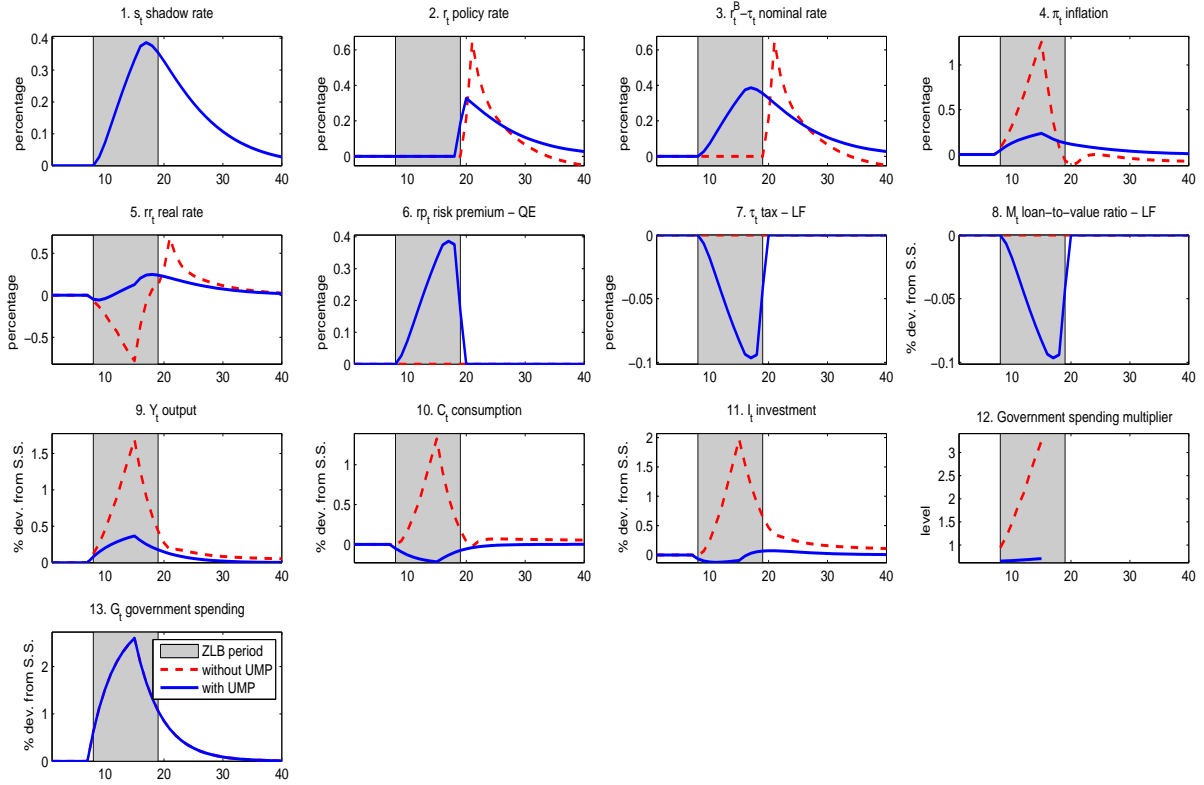 1. s_t shadow rate
percentage
0.4
0.3
0.2
0.1
0
10 20 30 40
2. r_t policy rate
percentage
0.6
0.4
0.2
0
10 20 30 40
3. r_t^B−τ_t nominal rate
percentage
0.6
0.4
0.2
0
10 20 30 40
4. π_t inflation
percentage
1
0.5
0
10 20 30 40
5. rr_t real rate
percentage
0.5
0
−0.5
10 20 30 40
6. rp_t risk premium − QE
percentage
0.4
0.3
0.2
0.1
0
10 20 30 40
7. τ_t tax − LF
percentage
0
−0.05
−0.1
10 20 30 40
8. M_t loan−to−value ratio − LF
% dev. from S.S.
0
−0.05
−0.1
10 20 30 40
9. Y_t output
% dev. from S.S.
1.5
1
0.5
0
10 20 30 40
10. C_t consumption
% dev. from S.S.
1
0.5
0
10 20 30 40
11. I_t investment
% dev. from S.S.
2
1.5
1
0.5
0
10 20 30 40
12. Government spending multiplier
level
3
2.5
2
1.5
1
10 20 30 40
13. G_t government spending
% dev. from S.S.
2
1
0
10 20 30 40
ZLB period
without UMP
with UMP